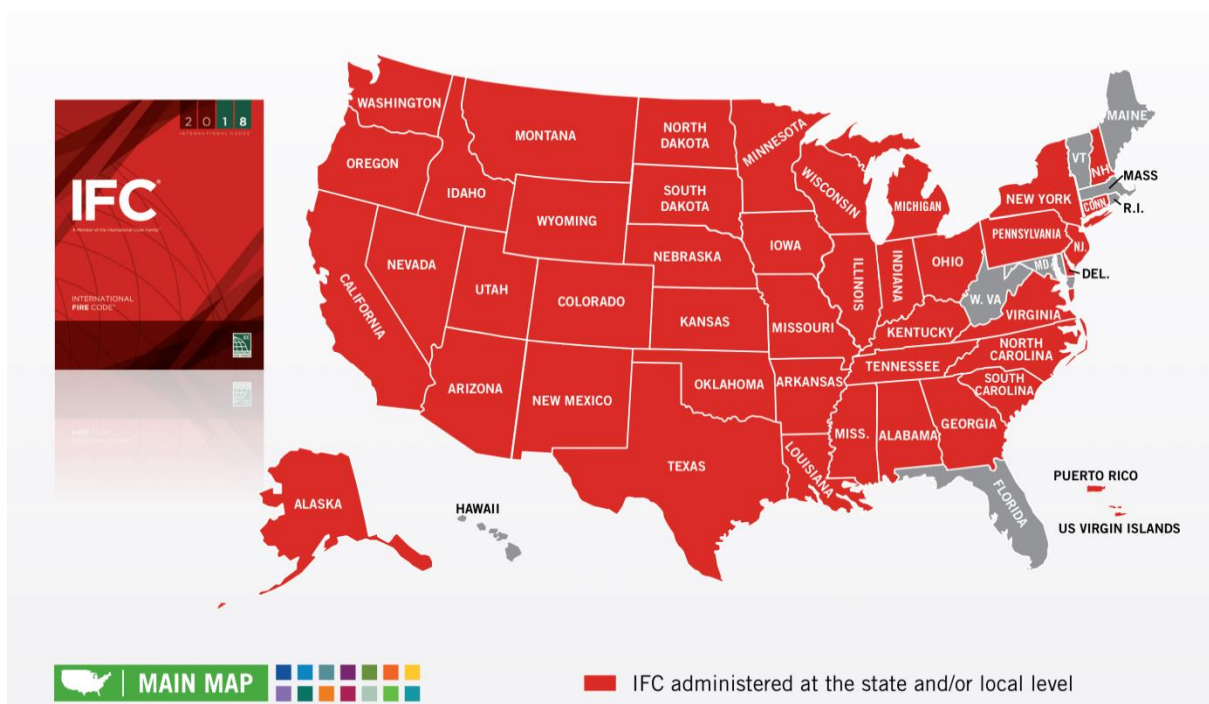 2018
INTERNATIONAL CODES
IFC
A Member of the International Code Family
INTERNATIONAL
FIRE CODE
WASHINGTON
OREGON
CALIFORNIA
NEVADA
IDAHO
MONTANA
WYOMING
UTAH
COLORADO
ARIZONA
NEW MEXICO
NORTH
DAKOTA
SOUTH
DAKOTA
NEBRASKA
KANSAS
OKLAHOMA
TEXAS
MINNESOTA
IOWA
MISSOURI
ARKANSAS
LOUISIANA
WISCONSIN
ILLINOIS
MICHIGAN
INDIANA
OHIO
KENTUCKY
TENNESSEE
MISS.
ALABAMA
GEORGIA
FLORIDA
SOUTH
CAROLINA
NORTH
CAROLINA
VIRGINIA
W. VA
MD
DEL.
PENNSYLVANIA
NJ.
NEW YORK
CONN
R.I.
MASS
VT
NH
MAINE
ALASKA
HAWAII
PUERTO RICO
US VIRGIN ISLANDS
MAIN MAP
IFC administered at the state and/or local level